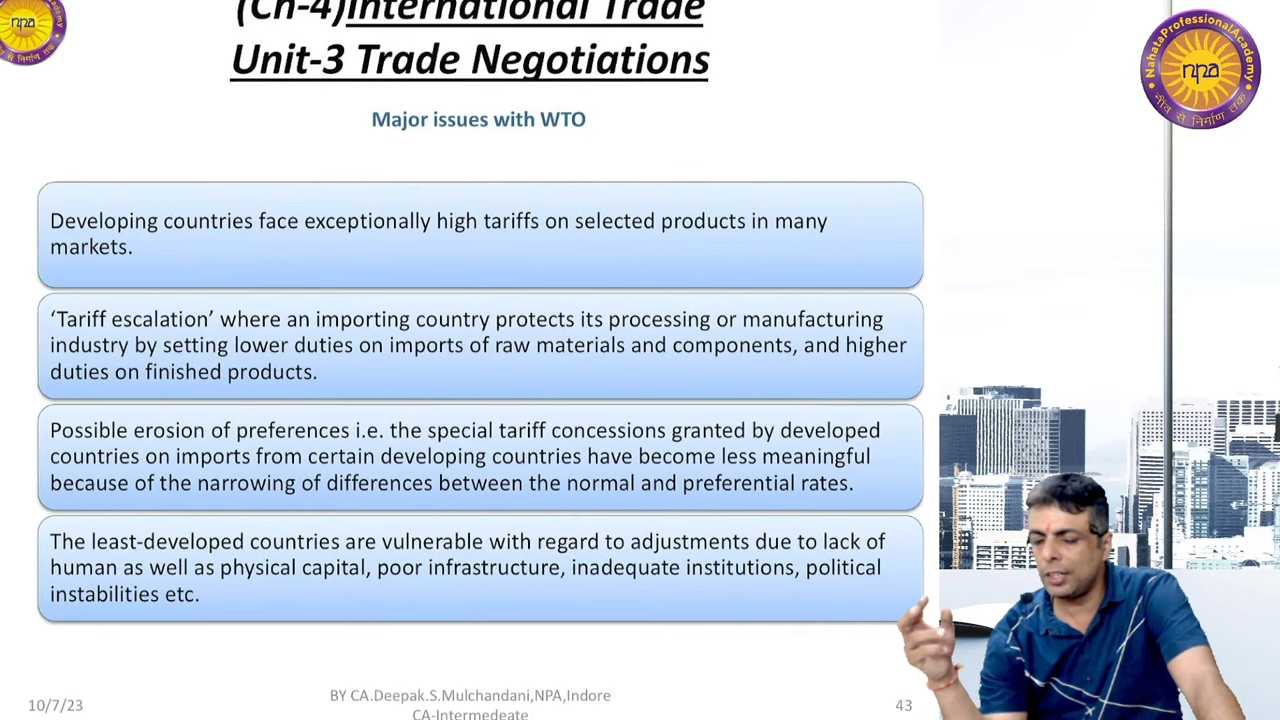 (Ch-4)International Trade
Unit-3 Trade Negotiations
Major issues with WTO
Developing countries face exceptionally high tariffs on selected products in many
markets.
‘Tariff escalation’ where an importing country protects its processing or manufacturing
industry by setting lower duties on imports of raw materials and components, and higher
duties on finished products.
Possible erosion of preferences i.e. the special tariff concessions granted by developed
countries on imports from certain developing countries have become less meaningful
because of the narrowing of differences between the normal and preferential rates.
The least-developed countries are vulnerable with regard to adjustments due to lack of
human as well as physical capital, poor infrastructure, inadequate institutions, political
instabilities etc.
10/7/23
BY CA.Deepak.S.Mulchandani,NPA,Indore
CA-Intermedeate
43
NahataProfessionalAcademy
npa
नींव से निर्माण तक
npa
से निर्माण तक